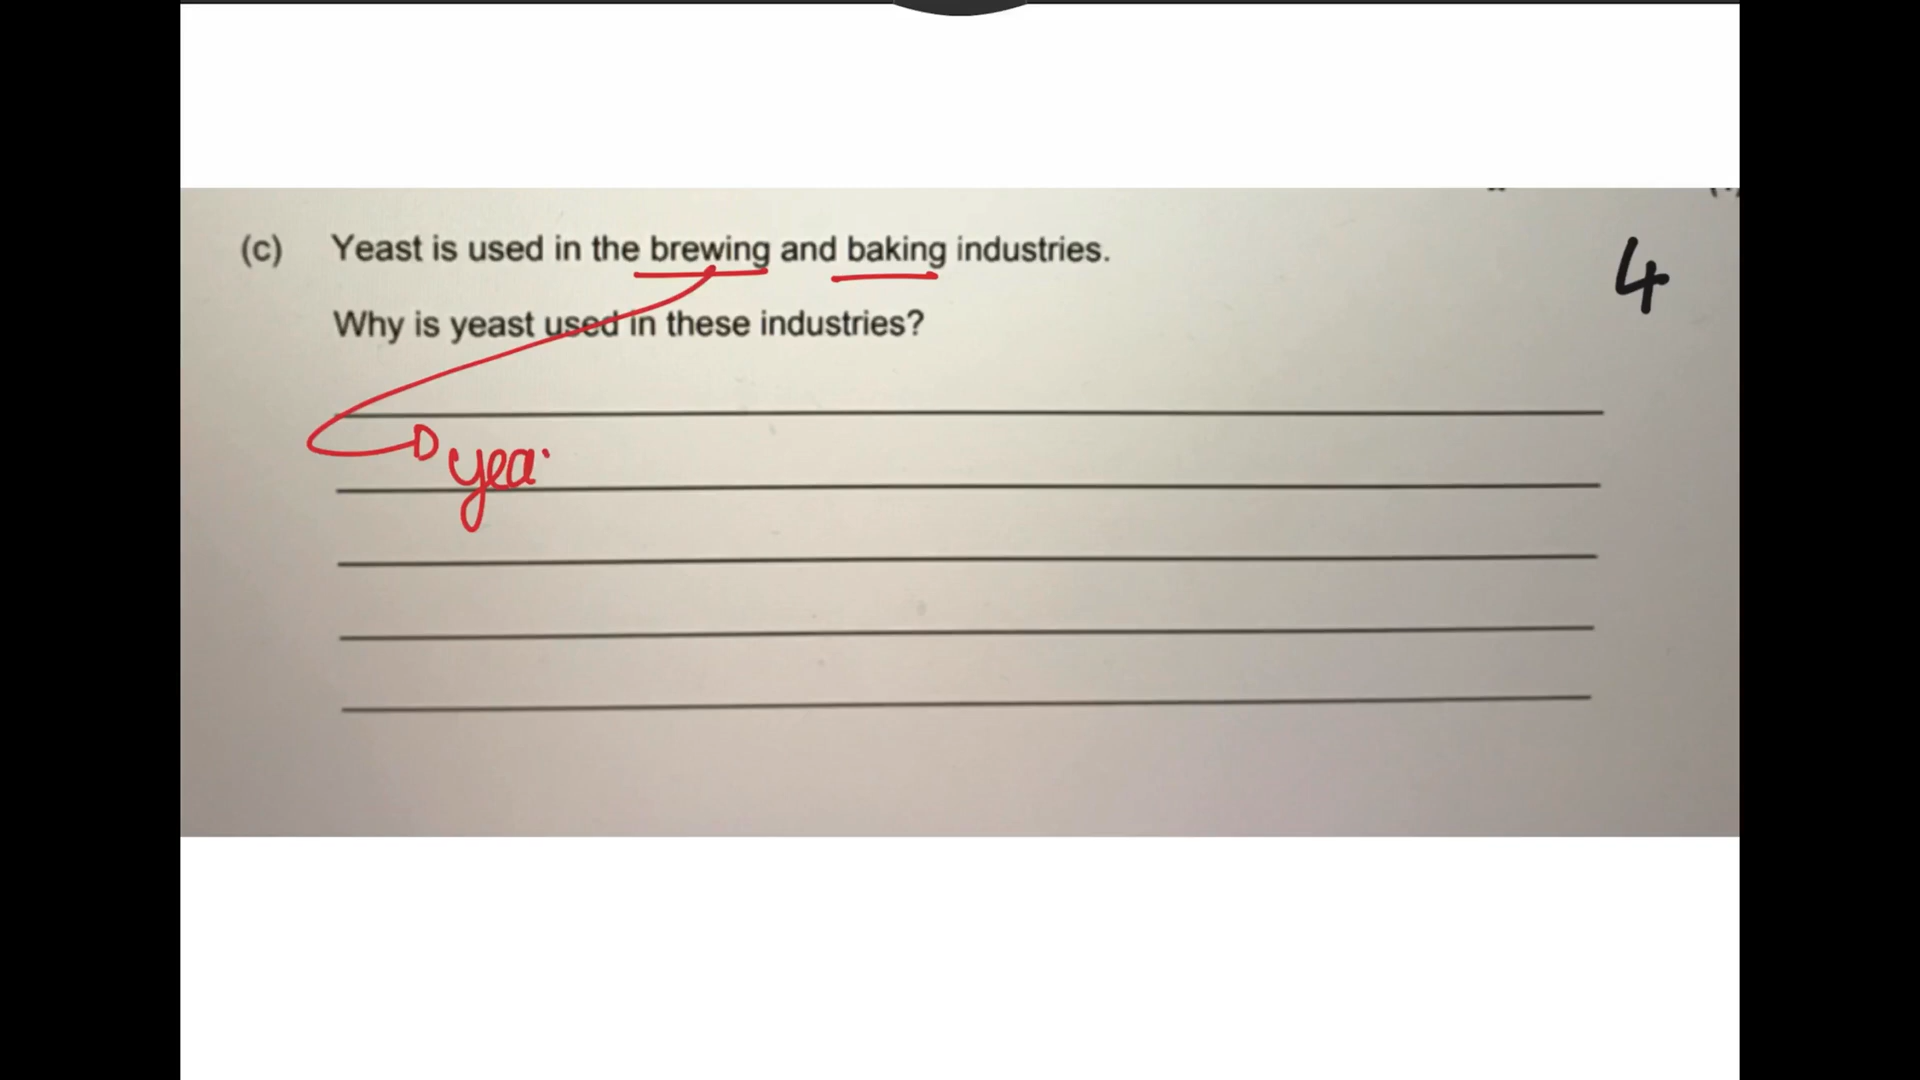 (c) Yeast is used in the brewing and baking industries.
4
Why is yeast used in these industries?
yea